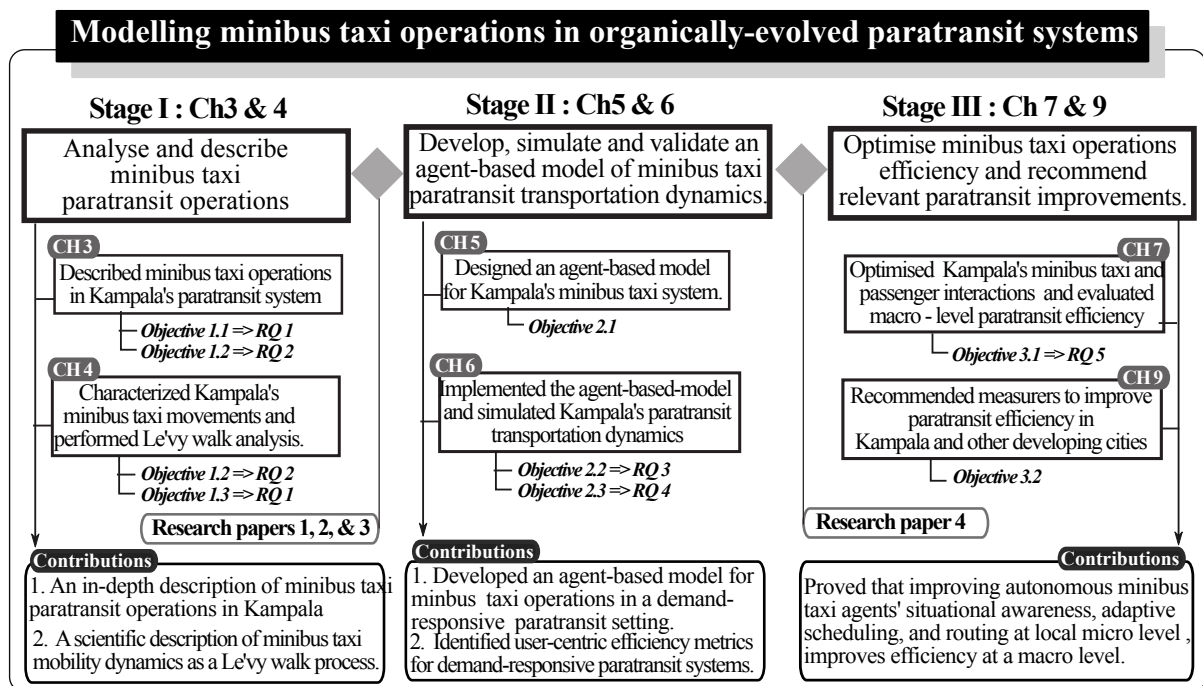 Modelling minibus taxi operations in organically-evolved paratransit systems
Stage I : Ch3 & 4
Analyse and describe
minibus taxi
paratransit operations
CH 3
Described minibus taxi operations
in Kampala's paratransit system
Objective 1.1 => RQ 1
Objective 1.2 => RQ 2
CH 4
Characterized Kampala's
minibus taxi movements and
performed Le'vy walk analysis.
Objective 1.2 => RQ 2
Objective 1.3 => RQ 1
Research papers 1, 2, & 3
Contributions
1. An in-depth description of minibus taxi
paratransit operations in Kampala
2. A scientific description of minibus taxi
mobility dynamics as a Le'vy walk process.
Stage II : Ch5 & 6
Develop, simulate and validate an
agent-based model of minibus taxi
paratransit transportation dynamics.
CH 5
Designed an agent-based model
for Kampala's minibus taxi system.
Objective 2.1
CH 6
Implemented the agent-based-model
and simulated Kampala's paratransit
transportation dynamics
Objective 2.2 => RQ 3
Objective 2.3 => RQ 4
Contributions
1. Developed an agent-based model for
minbus taxi operations in a demand-
responsive paratransit setting.
2. Identified user-centric efficiency metrics
for demand-responsive paratransit systems.
Stage III : Ch 7 & 9
Optimise minibus taxi operations
efficiency and recommend
relevant paratransit improvements.
CH 7
Optimised Kampala's minibus taxi and
passenger interactions and evaluated
macro - level paratransit efficiency
Objective 3.1 => RQ 5
CH 9
Recommended measurers to improve
paratransit efficiency in
Kampala and other developing cities
Objective 3.2
Research paper 4
Contributions
Proved that improving autonomous minibus
taxi agents' situational awareness, adaptive
scheduling, and routing at local micro level ,
improves efficiency at a macro level.